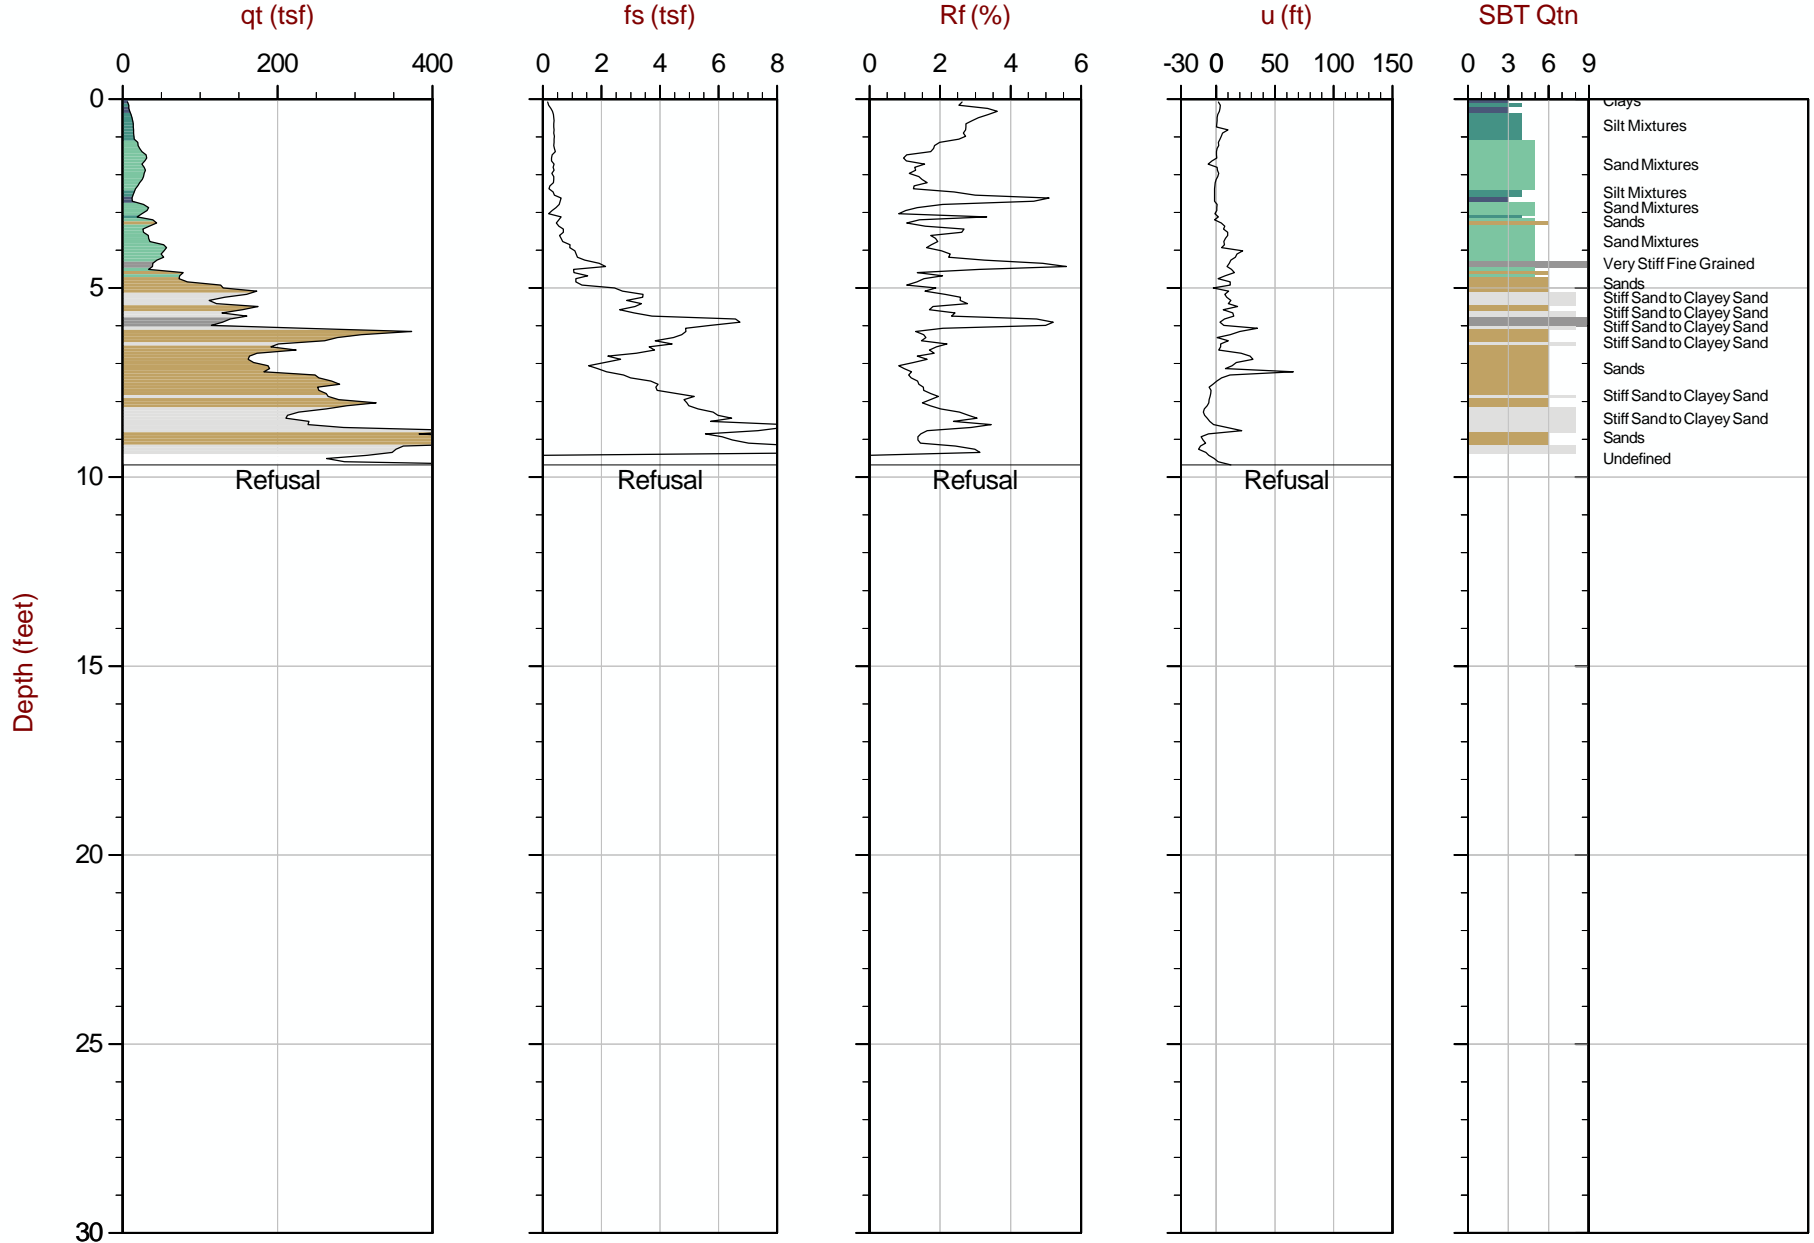 qt (tsf) fs (tsf) Rf (%) u (ft) SBT Qtn
0 200 400 0 2 4 6 8 0 2 4 6 -30 0 50 100 150 0 3 6 9
0
Clays
Silt Mixtures
Sand Mixtures
Silt Mixtures
Sand Mixtures
Sands
Sand Mixtures
Very Stiff Fine Grained
Sands
5
Stiff Sand to Clayey Sand
Stiff Sand to Clayey Sand
Stiff Sand to Clayey Sand
Stiff Sand to Clayey Sand
Sands
Stiff Sand to Clayey Sand
Stiff Sand to Clayey Sand
Sands
Undefined
10
Refusal Refusal Refusal Refusal
15
Depth (feet)
20
25
30